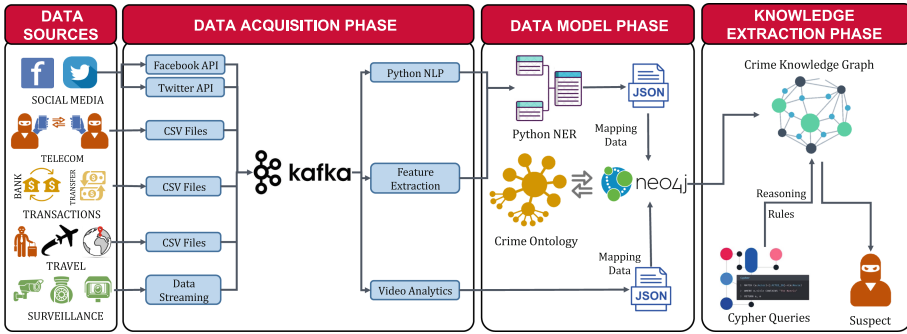 DATA
SOURCES
SOCIAL MEDIA
TELECOM
BANK
TRANSFER
TRANSACTIONS
TRAVEL
SURVEILLANCE
DATA ACQUISITION PHASE
Facebook API
Twitter API
CSV Files
CSV Files
CSV Files
Data
Streaming
kafka
Python NLP
Feature
Extraction
Video Analytics
DATA MODEL PHASE
Python NER
JSON
Mapping
Data
Crime Ontology
neo4j
Mapping
Data
JSON
KNOWLEDGE
EXTRACTION PHASE
Crime Knowledge Graph
Reasoning
Rules
Cypher Queries
Suspect